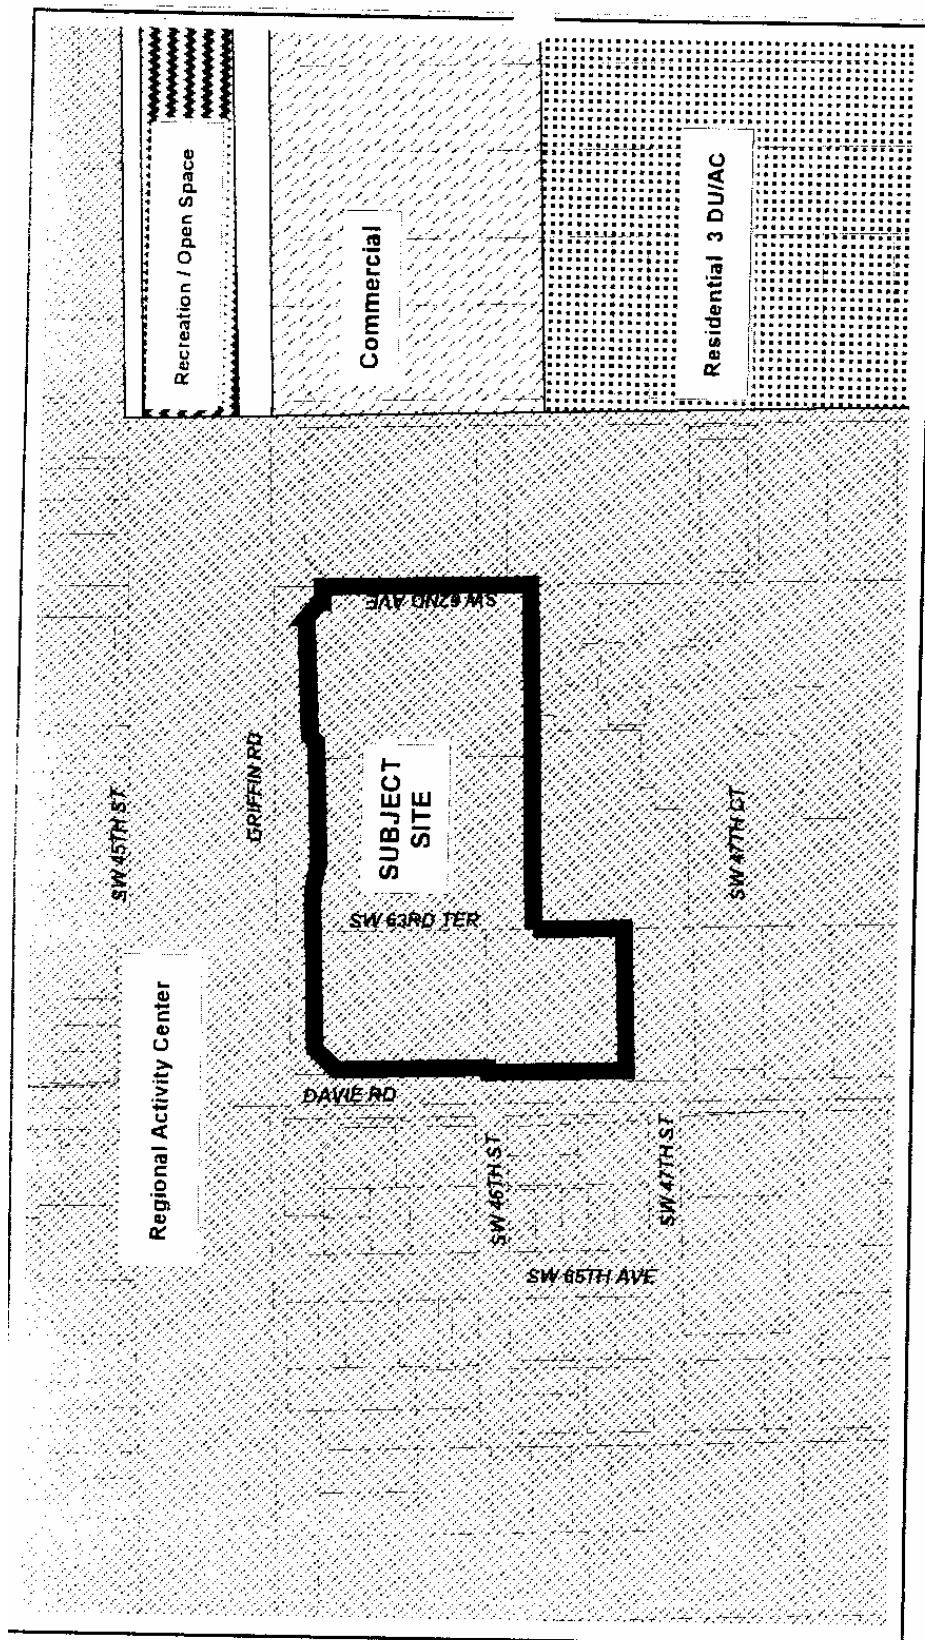 Recreation / Open Space
Commercial
Residential 3 DU/AC
SW 62ND AVE
SW 45TH ST
GRIFFIN RD
SUBJECT
SITE
SW 47TH CT
SW 63RD TER
Regional Activity Center
DAVIE RD
SW 46TH ST
SW 47TH ST
SW 65TH AVE